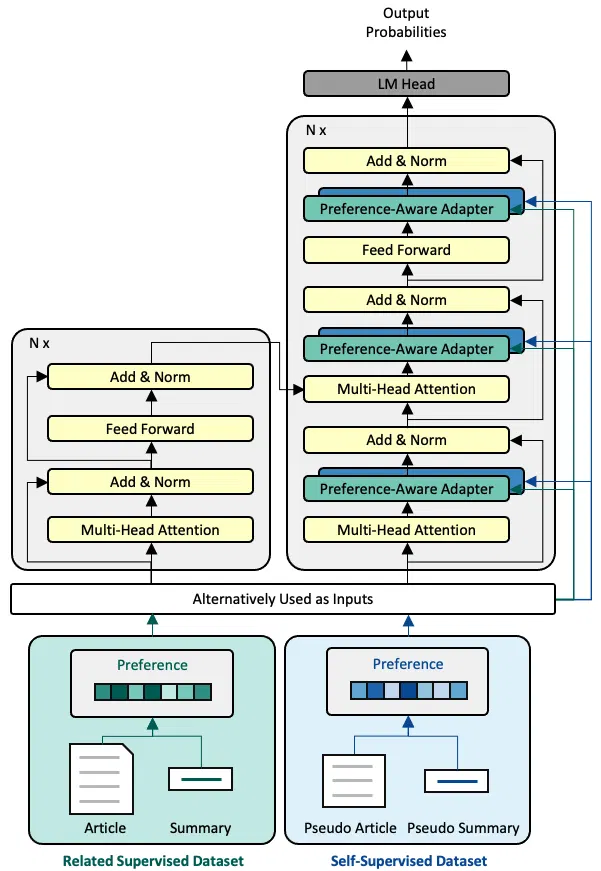 Output
Probabilities
LM Head
N x
Add & Norm
Preference-Aware Adapter
Feed Forward
Add & Norm
Preference-Aware Adapter
Multi-Head Attention
Add & Norm
Preference-Aware Adapter
Multi-Head Attention
N x
Add & Norm
Feed Forward
Add & Norm
Multi-Head Attention
Alternatively Used as Inputs
Preference
Article
Summary
Related Supervised Dataset
Preference
Pseudo Article
Pseudo Summary
Self-Supervised Dataset